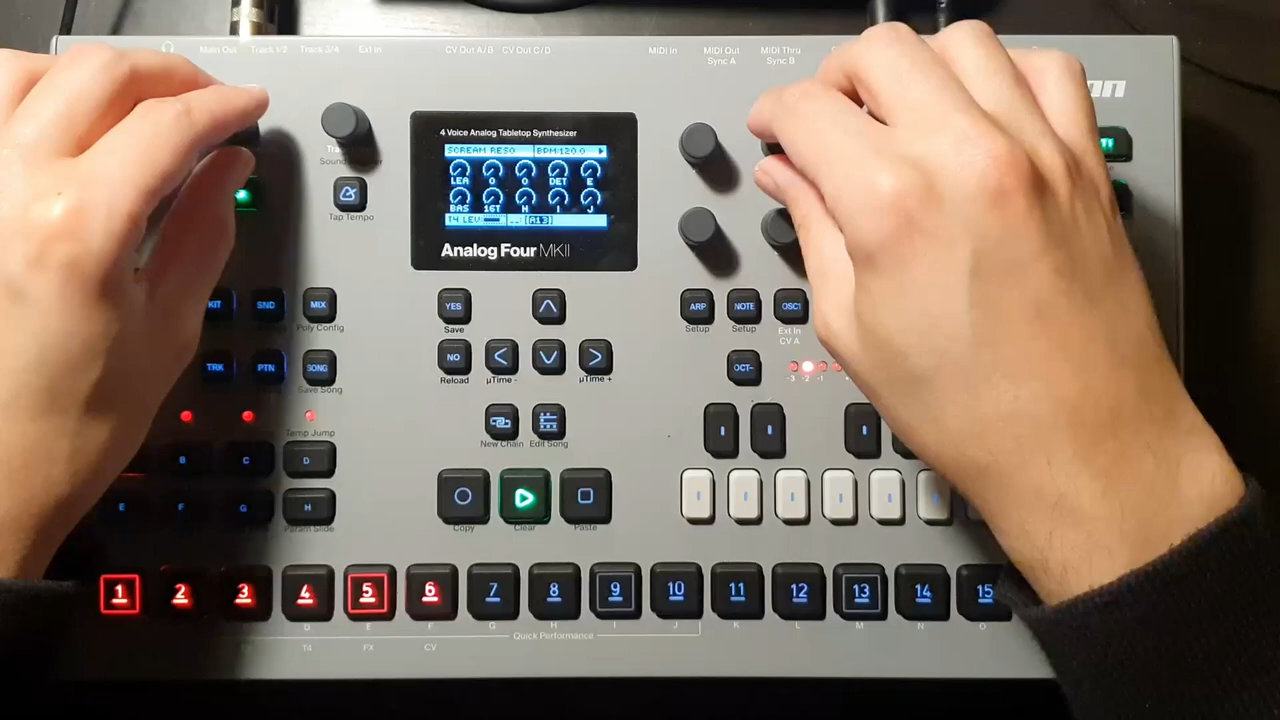 Main Out Track 1/2 Track 3/4 Ext In CV Out A/B CV Out C/D MIDI In MIDI Out MIDI Thru
Sync A Sync B
4 Voice Analog Tabletop Synthesizer
SCREAM RESO BPM:120.0
LEA O O DET E
BAS 16T H I J
T4 LEV: [A13]
Analog Four MKII
Tap Tempo
KIT SND MIX YES ARP NOTE OSC1
Poly Config Save Setup Setup Ext In
CV A
TRK PTN SONG NO < > OCT-
Save Song Reload µTime - µTime + -3 -2 -1
Temp Jump New Chain Edit Song
B C D
E F G H
Param Slide Copy Clear Paste
1 2 3 4 5 6 7 8 9 10 11 12 13 14 15
D E F G H I J K L M N O
Quick Performance
T4 FX CV